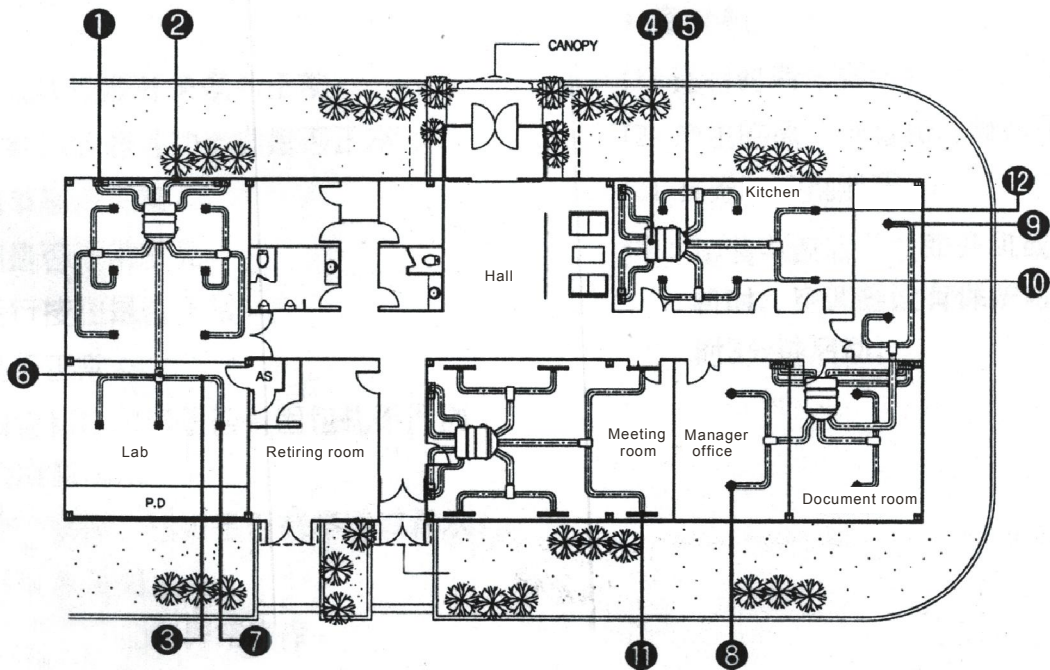 1
2
4
5
CANOPY
Kitchen
12
9
Hall
10
6
AS
Lab
Retiring room
Meeting
room
Manager
office
Document room
P.D
3
7
11
8